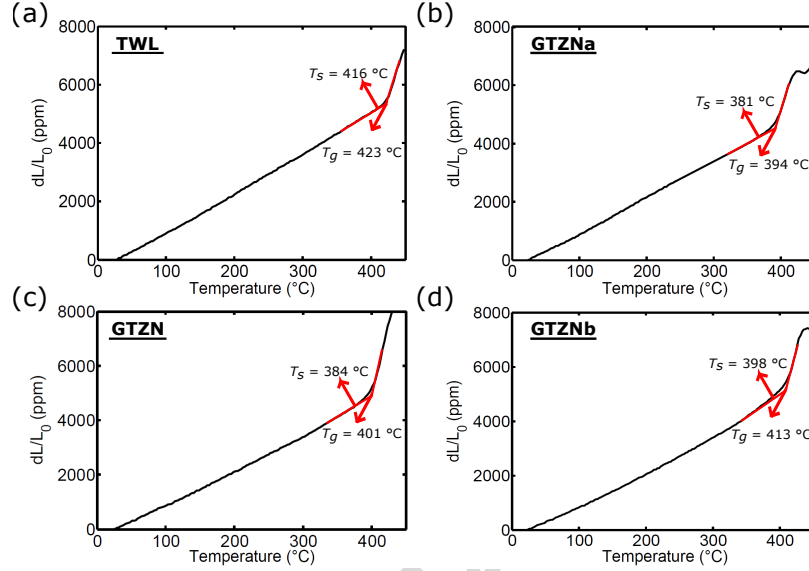 (a)
TWL
8000
6000
4000
2000
0
dL/L0 (ppm)
Ts = 416 °C
Tg = 423 °C
0 100 200 300 400
Temperature (°C)
(b)
GTZNa
8000
6000
4000
2000
0
dL/L0 (ppm)
Ts = 381 °C
Tg = 394 °C
0 100 200 300 400
Temperature (°C)
(c)
GTZN
8000
6000
4000
2000
0
dL/L0 (ppm)
Ts = 384 °C
Tg = 401 °C
0 100 200 300 400
Temperature (°C)
(d)
GTZNb
8000
6000
4000
2000
0
dL/L0 (ppm)
Ts = 398 °C
Tg = 413 °C
0 100 200 300 400
Temperature (°C)